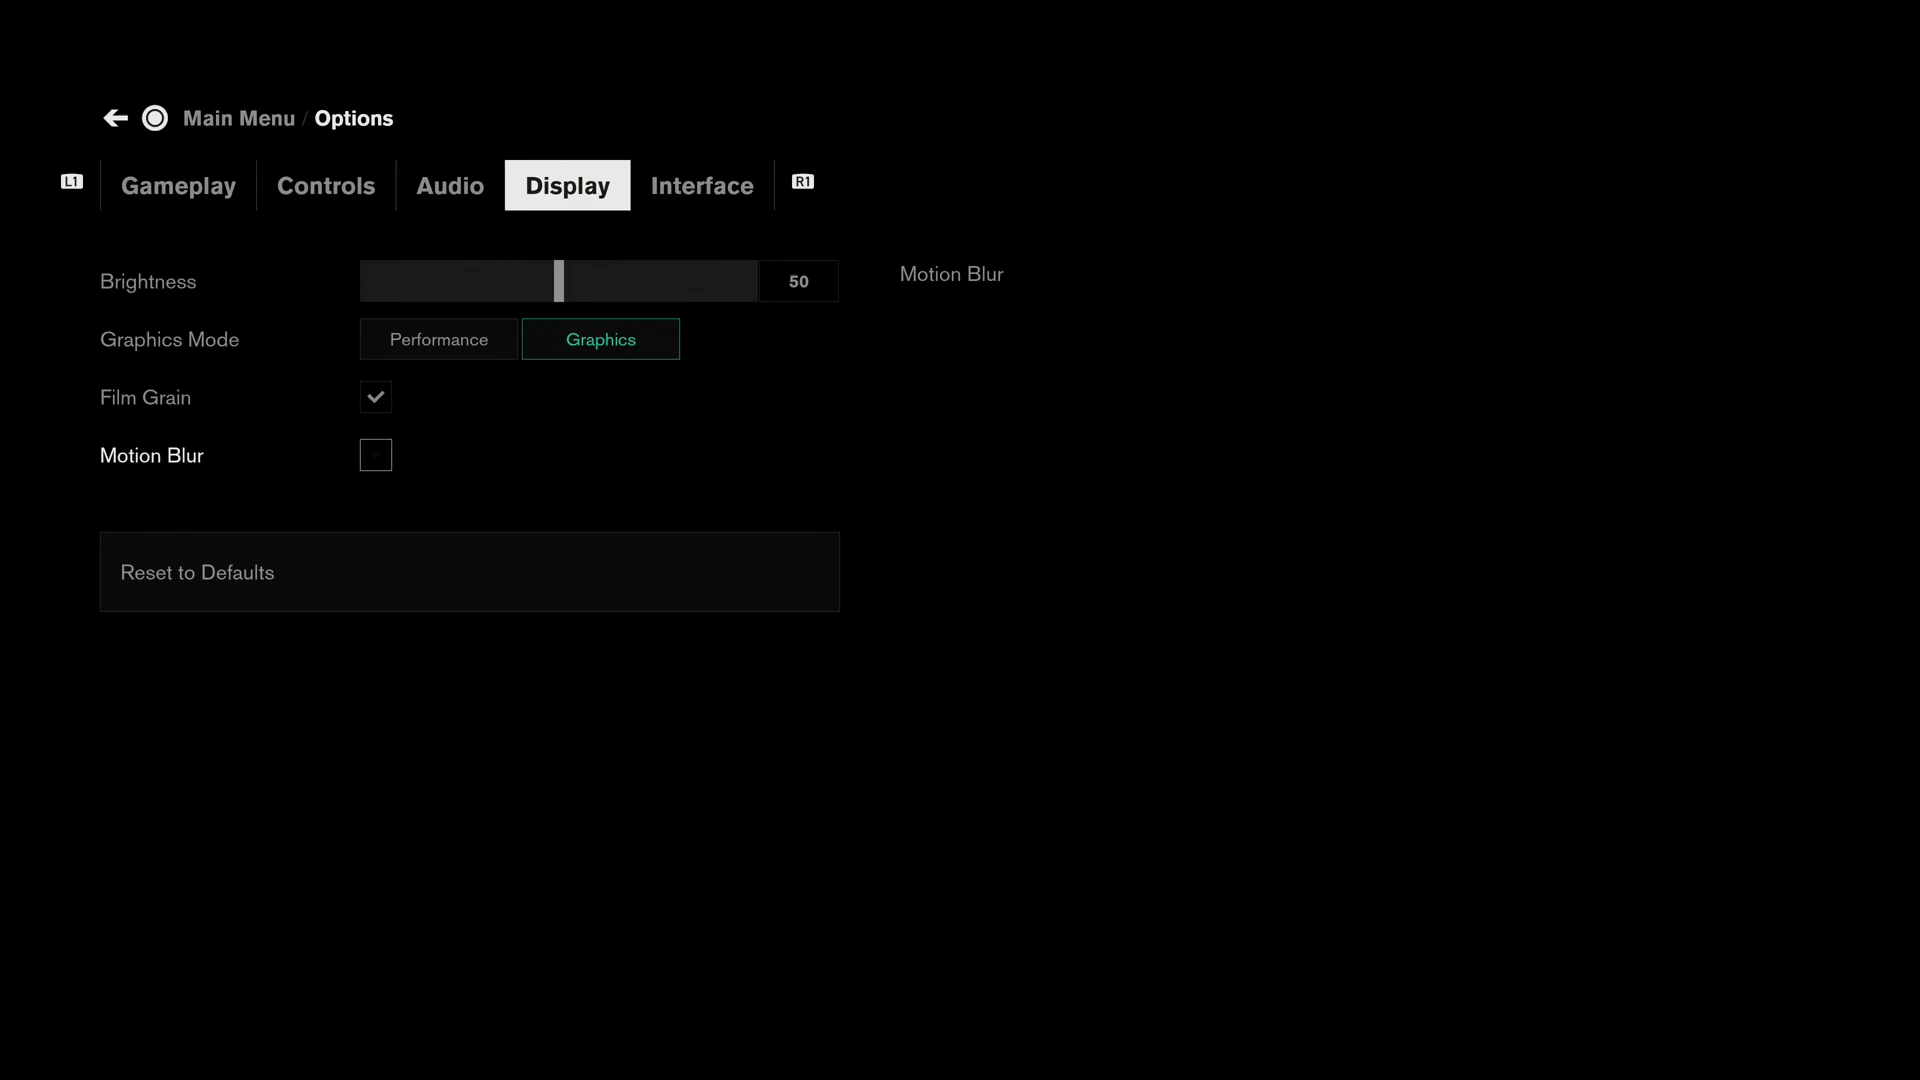 Main Menu / Options
L1 Gameplay Controls Audio Display Interface R1
Brightness 50
Motion Blur
Graphics Mode Performance Graphics
Film Grain
Motion Blur
Reset to Defaults